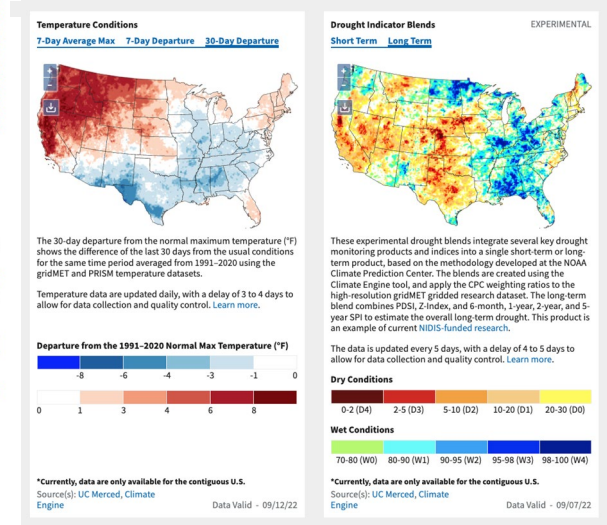 Temperature Conditions
7-Day Average Max 7-Day Departure 30-Day Departure
+
-
The 30-day departure from the normal maximum temperature (°F)
shows the difference of the last 30 days from the usual conditions
for the same time period averaged from 1991–2020 using the
gridMET and PRISM temperature datasets.
Temperature data are updated daily, with a delay of 3 to 4 days to
allow for data collection and quality control. Learn more.
Departure from the 1991–2020 Normal Max Temperature (°F)
-8 -6 -4 -3 -1 0
0 1 3 4 6 8
*Currently, data are only available for the contiguous U.S.
Source(s): UC Merced, Climate
Engine
Data Valid - 09/12/22
Drought Indicator Blends
EXPERIMENTAL
Short Term Long Term
+
-
These experimental drought blends integrate several key drought
monitoring products and indices into a single short-term or long-
term product, based on the methodology developed at the NOAA
Climate Prediction Center. The blends are created using the
Climate Engine tool, and apply the CPC weighting ratios to the
high-resolution gridMET gridded research dataset. The long-term
blend combines PDSI, Z-Index, and 6-month, 1-year, 2-year, and 5-
year SPI to estimate the overall long-term drought. This product is
an example of current NIDIS-funded research.
The data is updated every 5 days, with a delay of 4 to 5 days to
allow for data collection and quality control. Learn more.
Dry Conditions
0-2 (D4) 2-5 (D3) 5-10 (D2) 10-20 (D1) 20-30 (D0)
Wet Conditions
70-80 (W0) 80-90 (W1) 90-95 (W2) 95-98 (W3) 98-100 (W4)
*Currently, data are only available for the contiguous U.S.
Source(s): UC Merced, Climate
Engine
Data Valid - 09/07/22